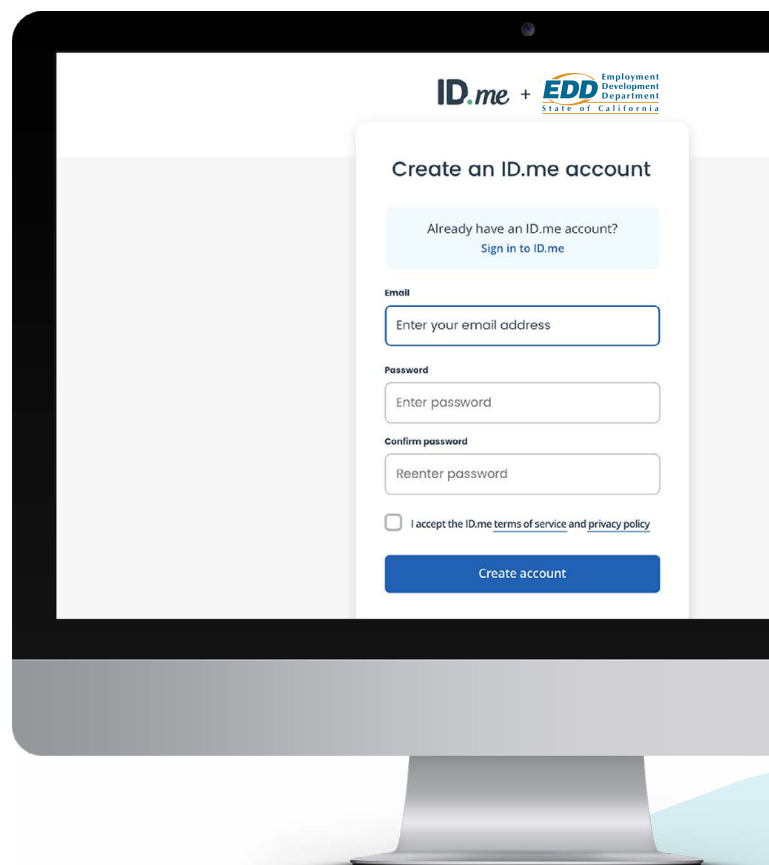 ID.me + EDD Employment
Development
Department
State of California
Create an ID.me account
Already have an ID.me account?
Sign in to ID.me
Email
Enter your email address
Password
Enter password
Confirm password
Reenter password
I accept the ID.me terms of service and privacy policy
Create account